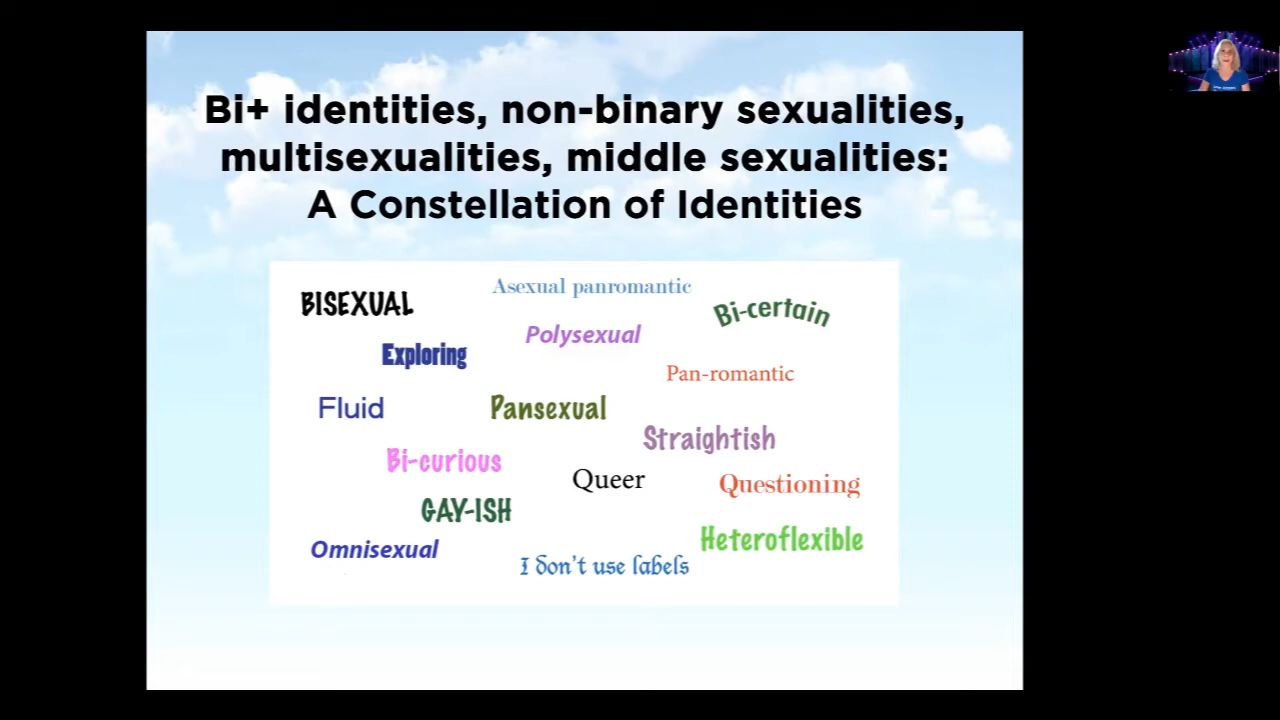 Bi+ identities, non-binary sexualities,
multisexualities, middle sexualities:
A Constellation of Identities
BISEXUAL
Asexual panromantic
Bi-certain
Polysexual
Exploring
Pan-romantic
Fluid
Pansexual
Straightish
Bi-curious
Queer
Questioning
GAY-ISH
Heteroflexible
Omnisexual
I don't use labels